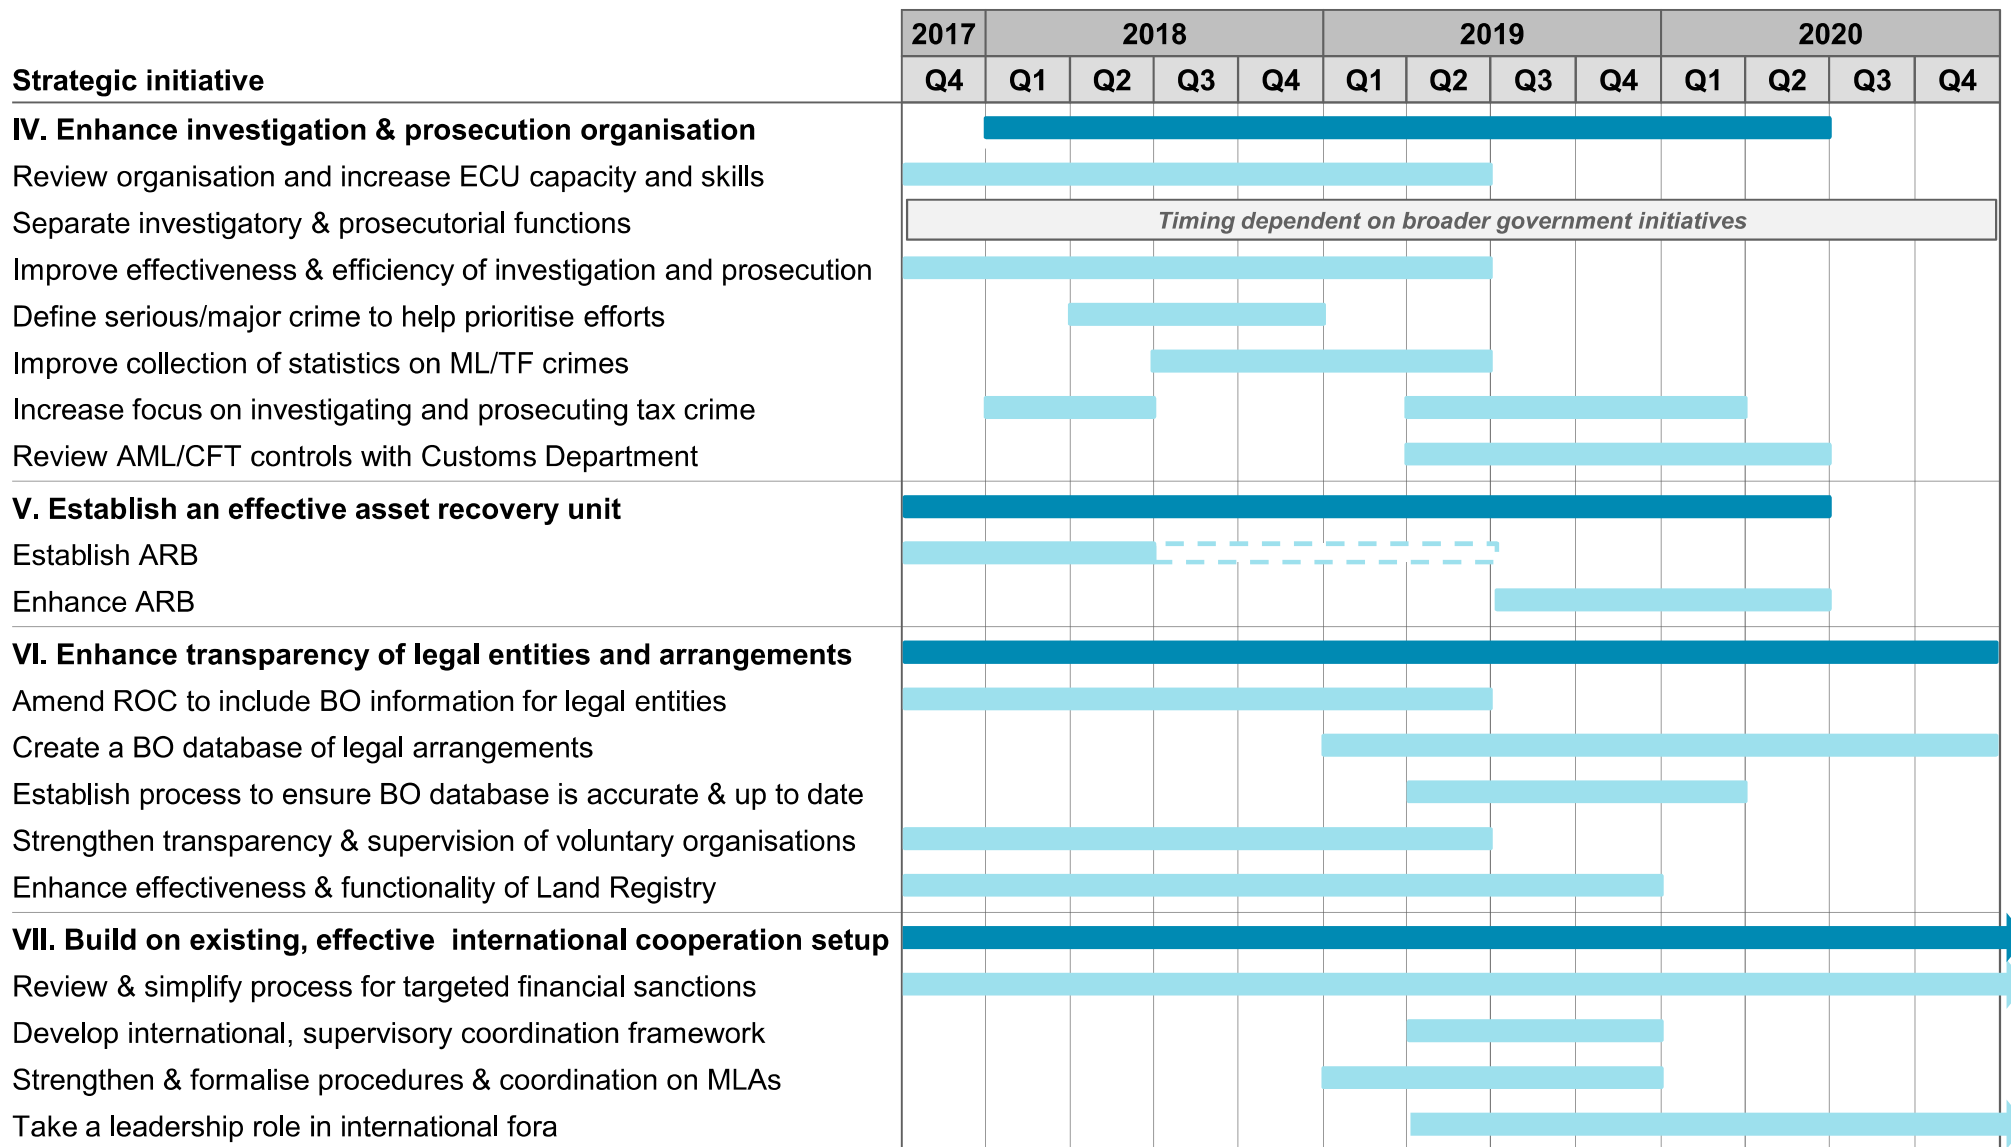 2017 2018 2019 2020
Strategic initiative Q4 Q1 Q2 Q3 Q4 Q1 Q2 Q3 Q4 Q1 Q2 Q3 Q4
IV. Enhance investigation & prosecution organisation
Review organisation and increase ECU capacity and skills
Separate investigatory & prosecutorial functions Timing dependent on broader government initiatives
Improve effectiveness & efficiency of investigation and prosecution
Define serious/major crime to help prioritise efforts
Improve collection of statistics on ML/TF crimes
Increase focus on investigating and prosecuting tax crime
Review AML/CFT controls with Customs Department
V. Establish an effective asset recovery unit
Establish ARB
Enhance ARB
VI. Enhance transparency of legal entities and arrangements
Amend ROC to include BO information for legal entities
Create a BO database of legal arrangements
Establish process to ensure BO database is accurate & up to date
Strengthen transparency & supervision of voluntary organisations
Enhance effectiveness & functionality of Land Registry
VII. Build on existing, effective international cooperation setup
Review & simplify process for targeted financial sanctions
Develop international, supervisory coordination framework
Strengthen & formalise procedures & coordination on MLAs
Take a leadership role in international fora